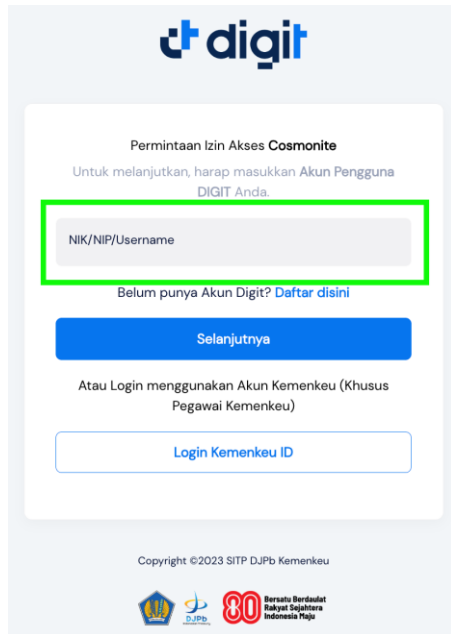 digit
Permintaan Izin Akses Cosmonite
Untuk melanjutkan, harap masukkan Akun Pengguna
DIGIT Anda.
NIK/NIP/Username
Belum punya Akun Digit? Daftar disini
Selanjutnya
Atau Login menggunakan Akun Kemenkeu (Khusus
Pegawai Kemenkeu)
Login Kemenkeu ID
Copyright ©2023 SITP DJPb Kemenkeu
DJPb
80
Bersatu Berdaulat
Rakyat Sejahtera
Indonesia Maju